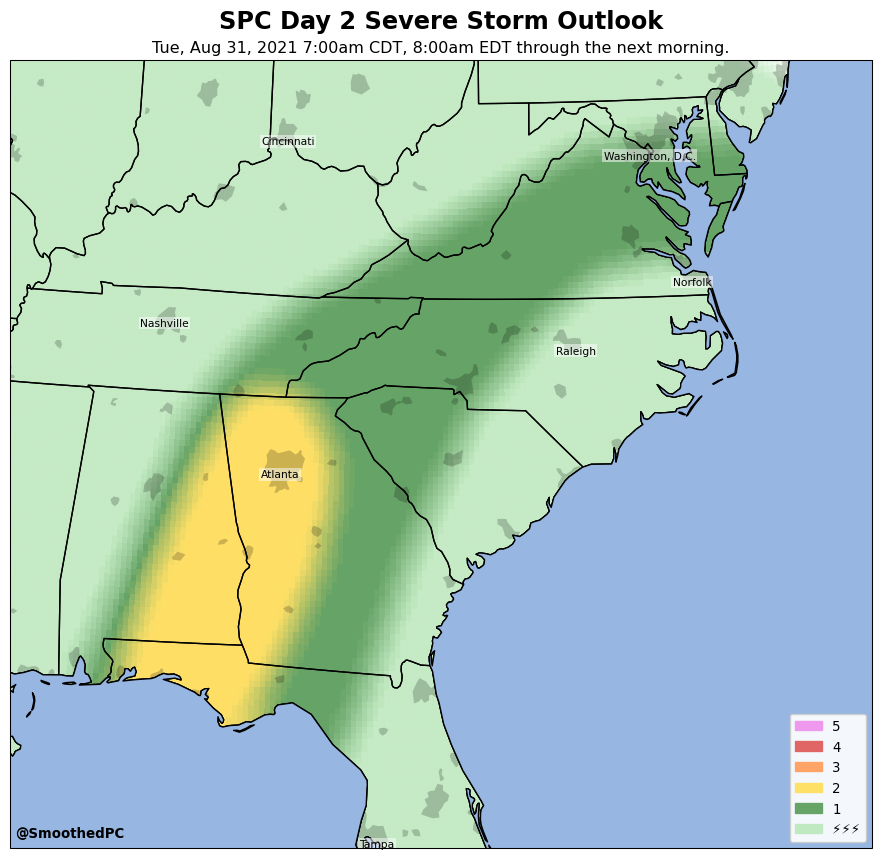 SPC Day 2 Severe Storm Outlook
Tue, Aug 31, 2021 7:00am CDT, 8:00am EDT through the next morning.
Cincinnati
Washington, D.C.
Norfolk
Nashville
Raleigh
Atlanta
5
4
3
2
1
⚡⚡⚡
@SmoothedPC
Tampa